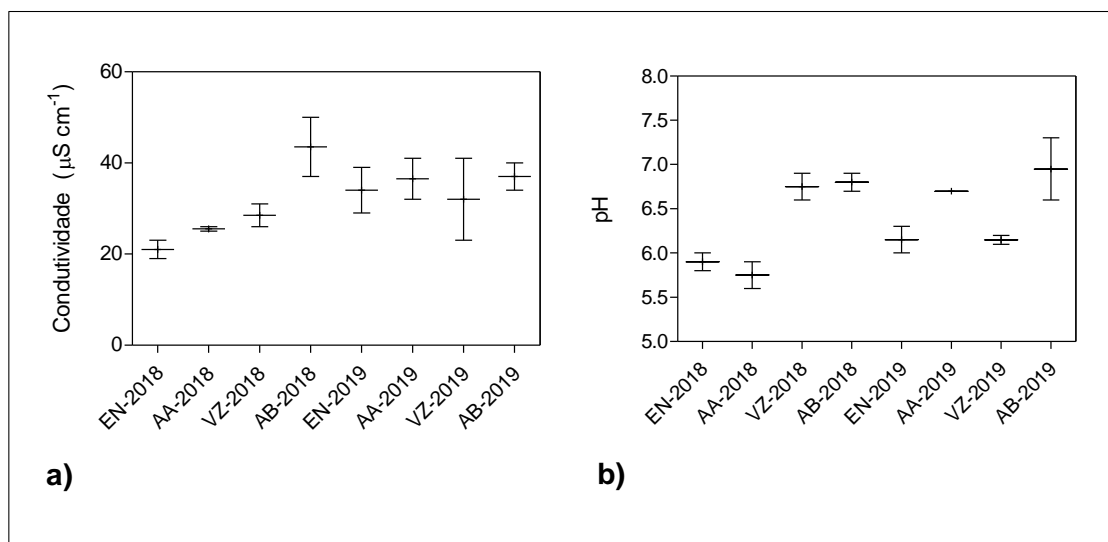 60
40
20
0
Condutividade (µS cm⁻¹)
EN-2018
AA-2018
VZ-2018
AB-2018
EN-2019
AA-2019
VZ-2019
AB-2019
a)
8.0
7.5
7.0
6.5
6.0
5.5
5.0
pH
EN-2018
AA-2018
VZ-2018
AB-2018
EN-2019
AA-2019
VZ-2019
AB-2019
b)